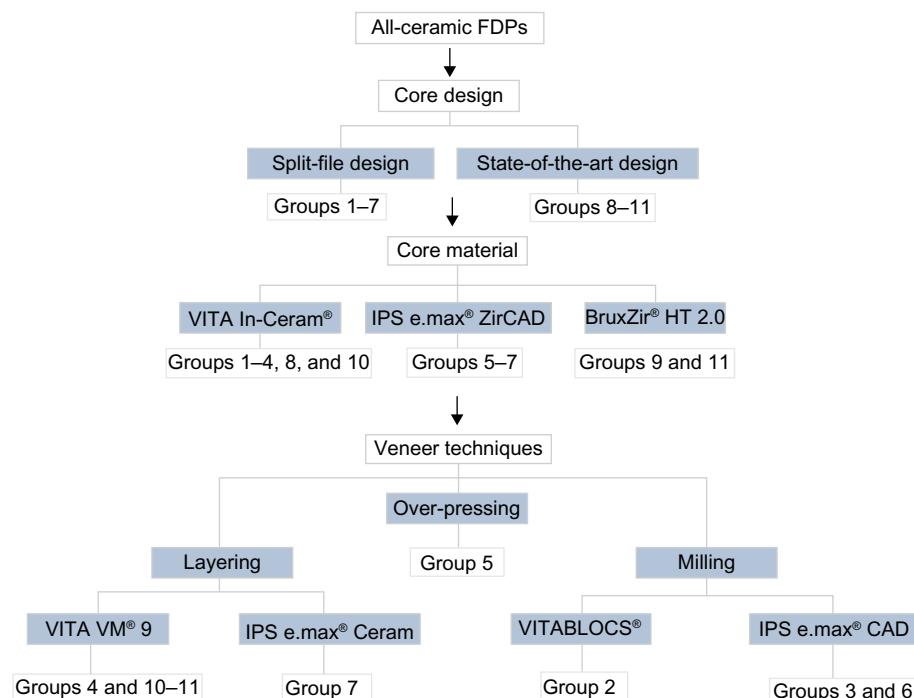 All-ceramic FDPs
Core design
Split-file design
State-of-the-art design
Groups 1–7
Groups 8–11
Core material
VITA In-Ceram®
IPS e.max® ZirCAD
BruxZir® HT 2.0
Groups 1–4, 8, and 10
Groups 5–7
Groups 9 and 11
Veneer techniques
Over-pressing
Group 5
Layering
Milling
VITA VM® 9
IPS e.max® Ceram
VITABLOCS®
IPS e.max® CAD
Groups 4 and 10–11
Group 7
Group 2
Groups 3 and 6